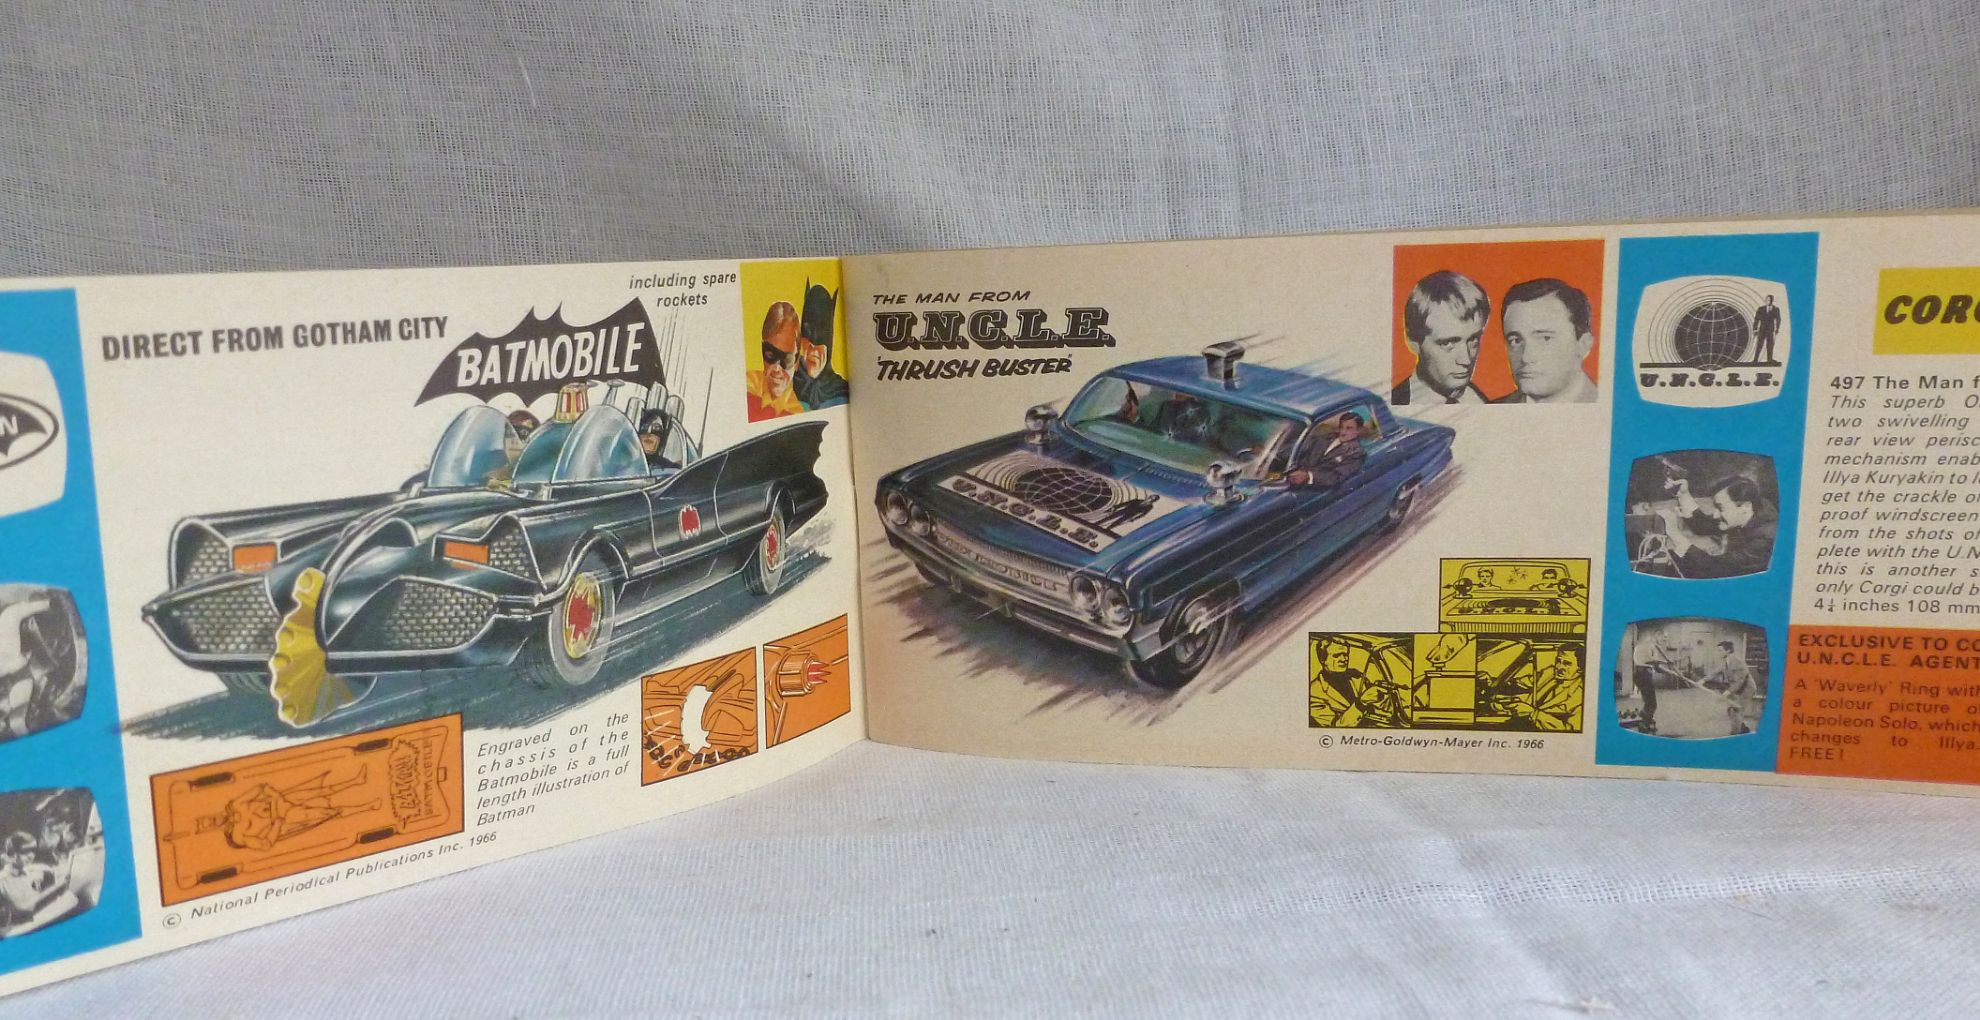 DIRECT FROM GOTHAM CITY
BATMOBILE
including spare
rockets
Engraved on the
chassis of the
Batmobile is a full
length illustration of
Batman
BATMAN
BATMOBILE
© National Periodical Publications Inc. 1966
THE MAN FROM
U.N.C.L.E.
'THRUSH BUSTER'
U.N.C.L.E.
© Metro-Goldwyn-Mayer Inc. 1966
U.N.C.L.E.
497 The Man f
This superb O
two swivelling
rear view perisc
mechanism enab
Illya Kuryakin to
get the crackle o
proof windscreen
from the shots of
plete with the U.N
this is another s
only Corgi could b
4¼ inches 108 mm
EXCLUSIVE TO CO
U.N.C.L.E. AGENT
A 'Waverly' Ring with
a colour picture o
Napoleon Solo, which
changes to Illya
FREE!